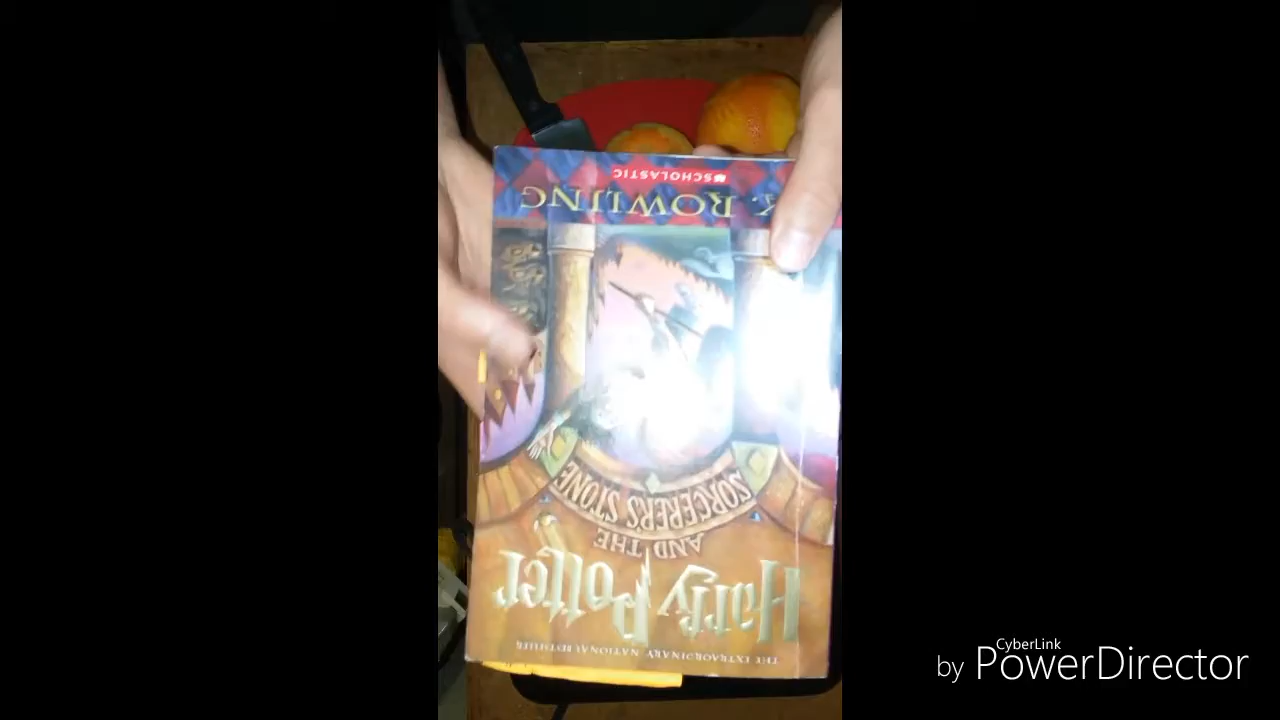 THE EXTRAORDINARY NATIONAL BESTSELLER
Harry Potter
AND THE
SORCERER'S STONE
K. ROWLING
SCHOLASTIC
CyberLink
by PowerDirector